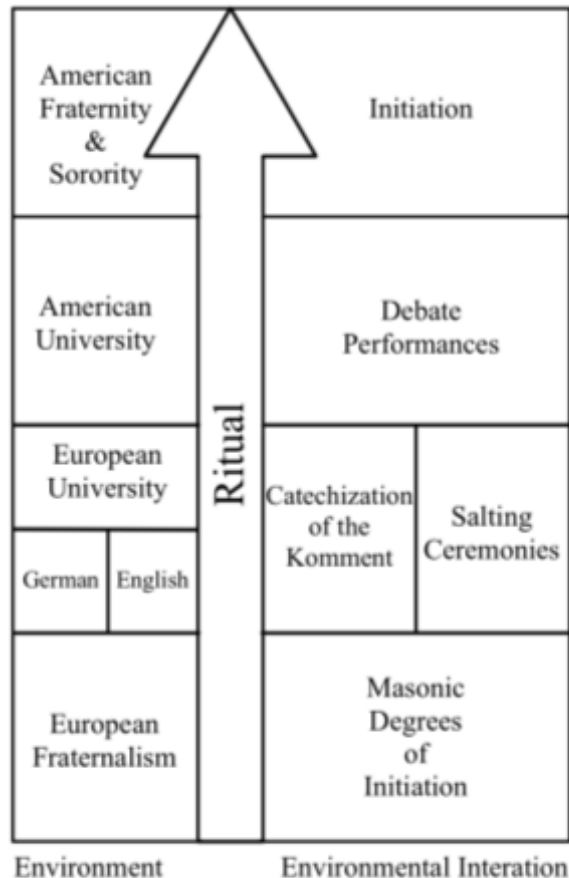 American
Fraternity
&
Sorority
Initiation
American
University
Debate
Performances
Ritual
European
University
German
English
Catechization
of the
Komment
Salting
Ceremonies
European
Fraternalism
Masonic
Degrees
of
Initiation
Environment
Environmental Interation